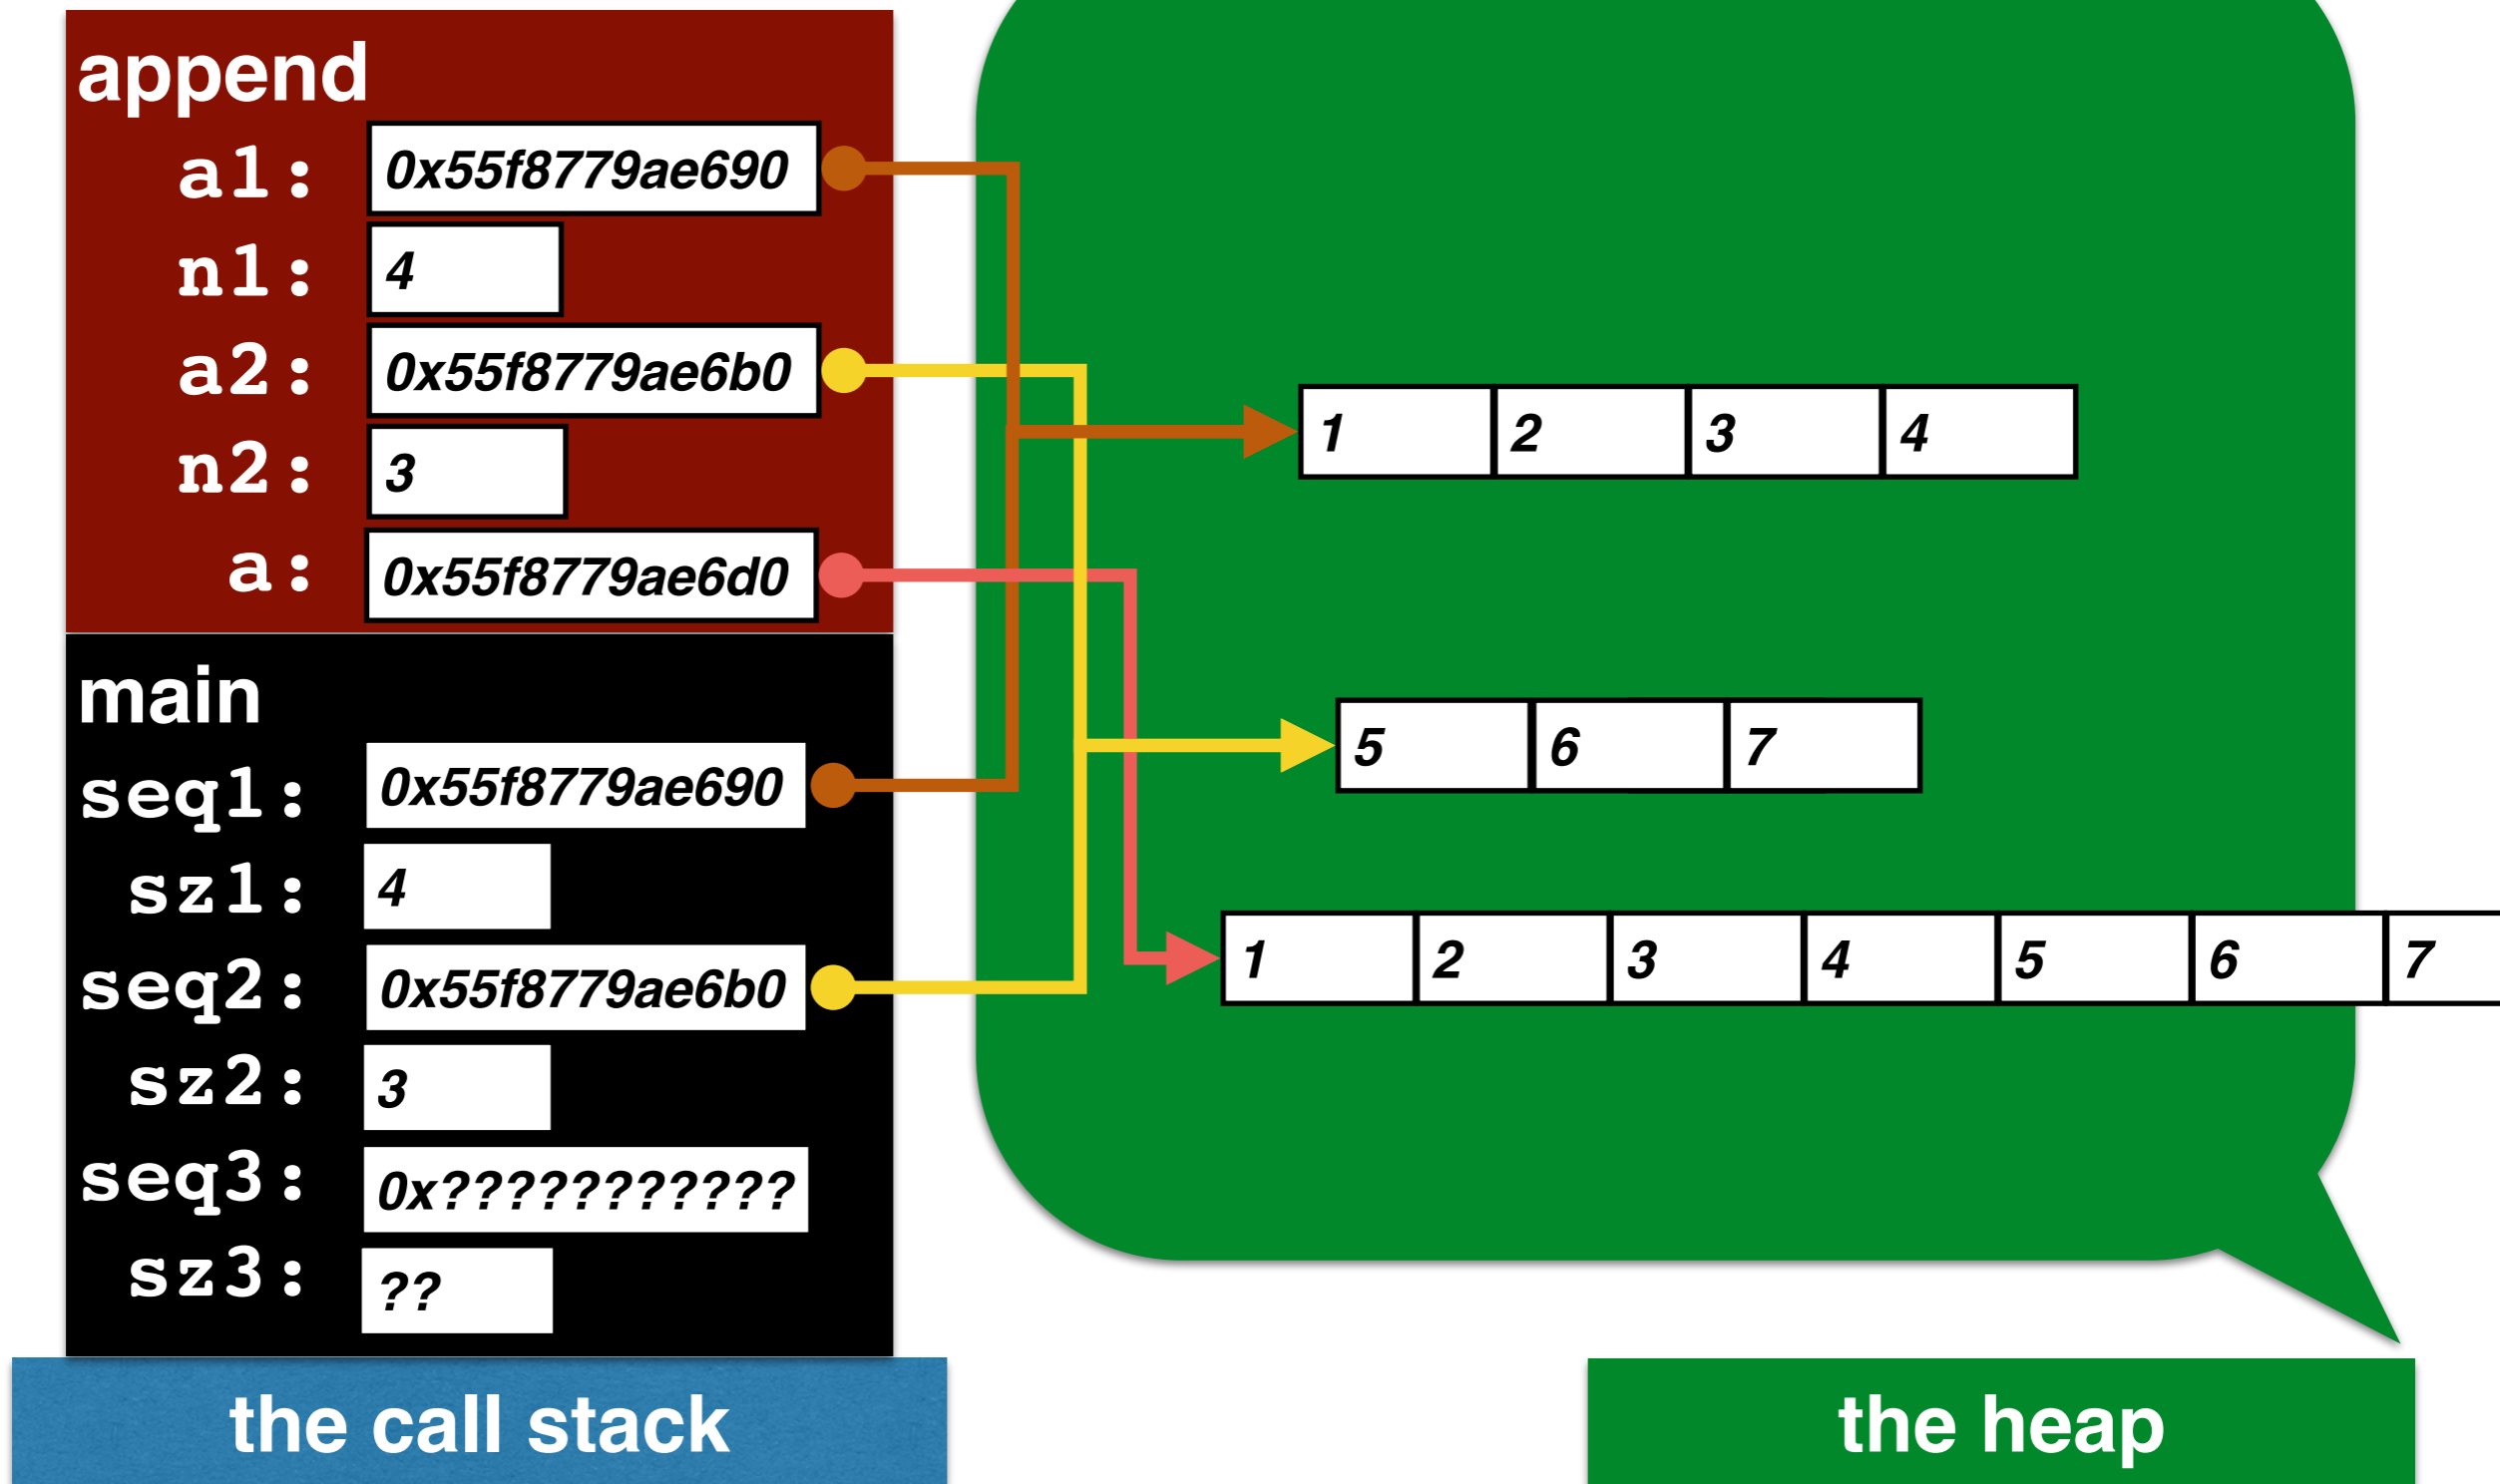 append
a1: 0x55f8779ae690
n1: 4
a2: 0x55f8779ae6b0
n2: 3
a: 0x55f8779ae6d0
1 2 3 4
main
seq1: 0x55f8779ae690
5 6 7
sz1: 4
seq2: 0x55f8779ae6b0
1 2 3 4 5 6 7
sz2: 3
seq3: 0x???????????
sz3: ??
the call stack
the heap